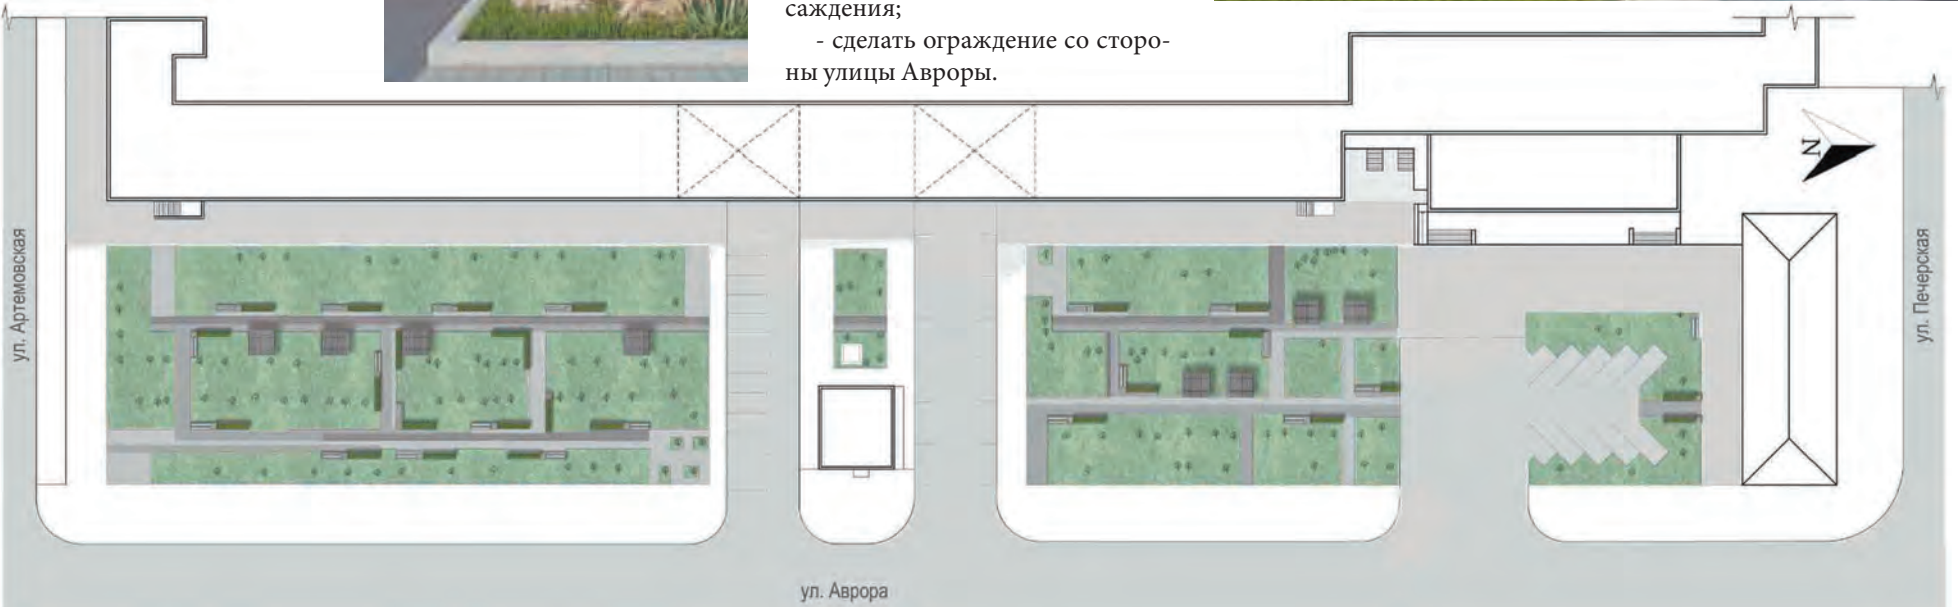 саждения;
- сделать ограждение со сторо-
ны улицы Авроры.
N
ул. Артемовская
ул. Печерская
ул. Аврора